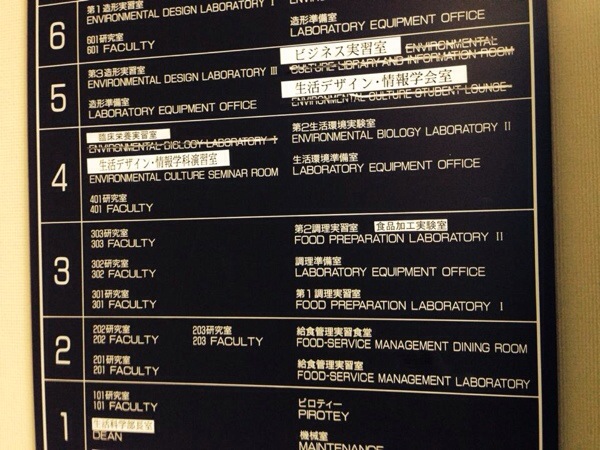 6
第1造形実習室
ENVIRONMENTAL DESIGN LABORATORY I
601研究室
601 FACULTY
造形準備室
LABORATORY EQUIPMENT OFFICE
5
第3造形実習室
ENVIRONMENTAL DESIGN LABORATORY III
造形準備室
LABORATORY EQUIPMENT OFFICE
ビジネス実習室 ENVIRONMENTAL
CULTURE LIBRARY AND INFORMATION ROOM
生活デザイン・情報学会室
ENVIRONMENTAL CULTURE STUDENT LOUNGE
4
臨床栄養実習室
ENVIRONMENTAL BIOLOGY LABORATORY I
生活デザイン・情報学科演習室
ENVIRONMENTAL CULTURE SEMINAR ROOM
401研究室
401 FACULTY
第2生活環境実験室
ENVIRONMENTAL BIOLOGY LABORATORY II
生活環境準備室
LABORATORY EQUIPMENT OFFICE
3
303研究室
303 FACULTY
302研究室
302 FACULTY
301研究室
301 FACULTY
第2調理実習室 食品加工実験室
FOOD PREPARATION LABORATORY II
調理準備室
LABORATORY EQUIPMENT OFFICE
第1調理実習室
FOOD PREPARATION LABORATORY I
2
202研究室 203研究室
202 FACULTY 203 FACULTY
201研究室
201 FACULTY
給食管理実習食堂
FOOD-SERVICE MANAGEMENT DINING ROOM
給食管理実習室
FOOD-SERVICE MANAGEMENT LABORATORY
1
101研究室
101 FACULTY
生活科学部長室
DEAN
ピロティー
PIROTEY
機械室
MAINTENANCE